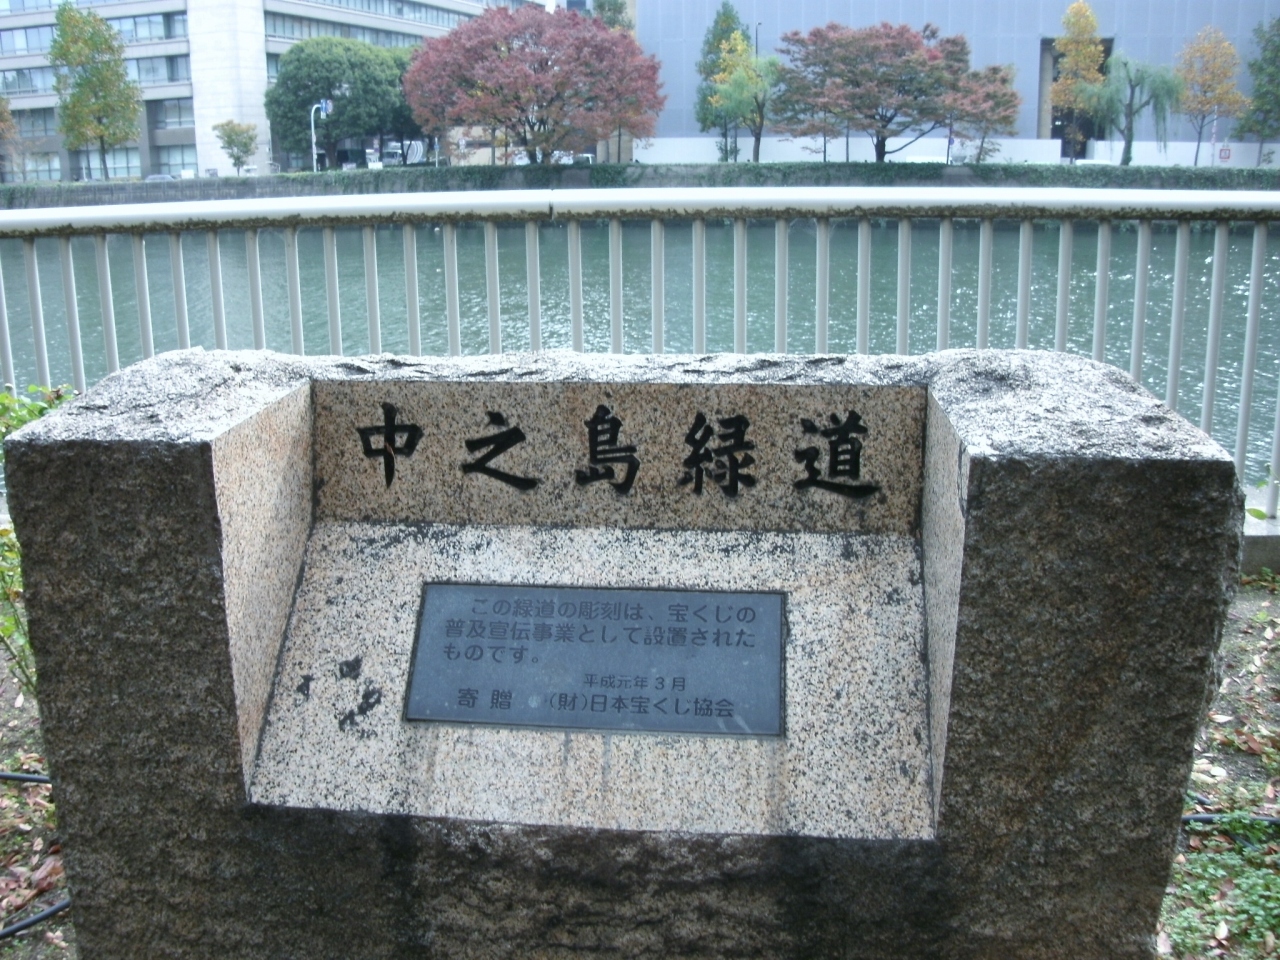 中之島緑道
この緑道の彫刻は、宝くじの
普及宣伝事業として設置された
ものです。
平成元年3月
寄贈 (財)日本宝くじ協会